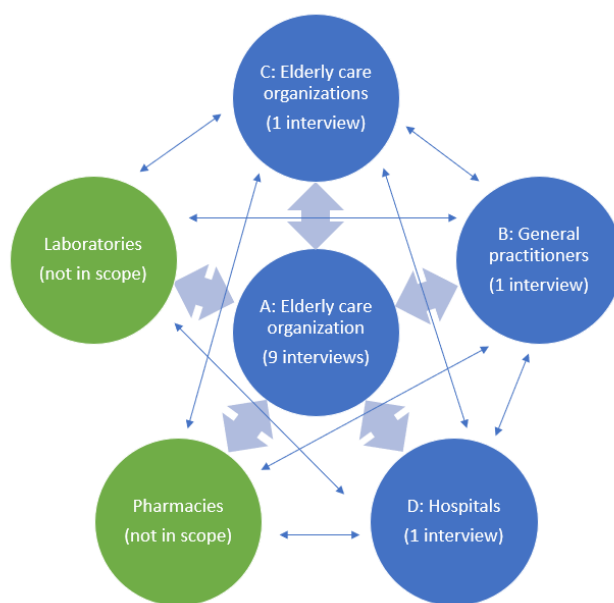 C: Elderly care
organizations
(1 interview)
Laboratories
(not in scope)
B: General
practitioners
(1 interview)
A: Elderly care
organization
(9 interviews)
Pharmacies
(not in scope)
D: Hospitals
(1 interview)